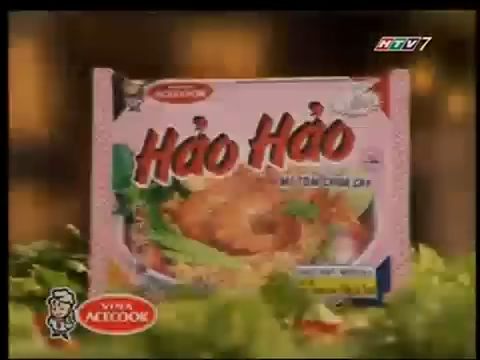 HTV7
ACECOOK
Hảo Hảo
MÌ TÔM CHUA CAY
VINA
ACECOOK